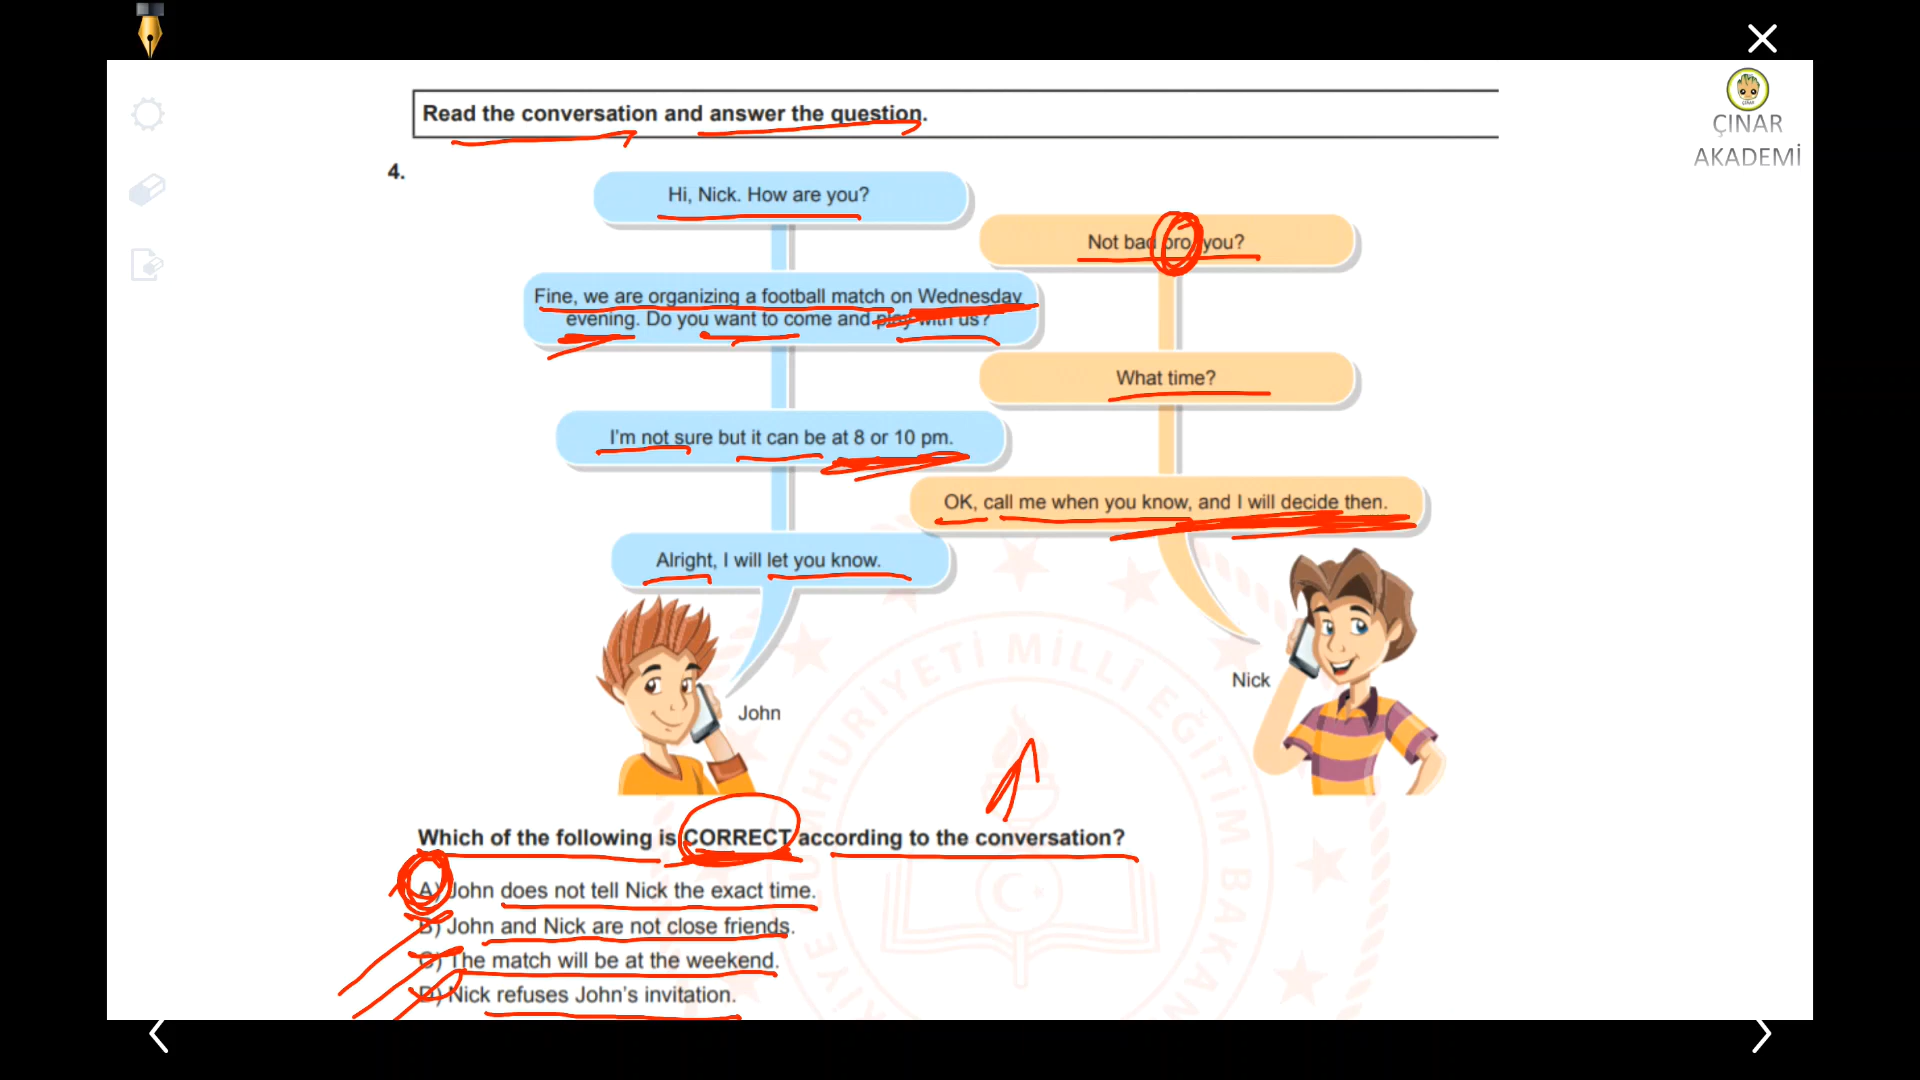 ÇINAR
AKADEMİ
Read the conversation and answer the question.
4.
Hi, Nick. How are you?
Not bad bro, you?
Fine, we are organizing a football match on Wednesday
evening. Do you want to come and play with us?
What time?
I'm not sure but it can be at 8 or 10 pm.
OK, call me when you know, and I will decide then.
Alright, I will let you know.
Nick
John
Which of the following is CORRECT according to the conversation?
A) John does not tell Nick the exact time.
B) John and Nick are not close friends.
C) The match will be at the weekend.
D) Nick refuses John's invitation.